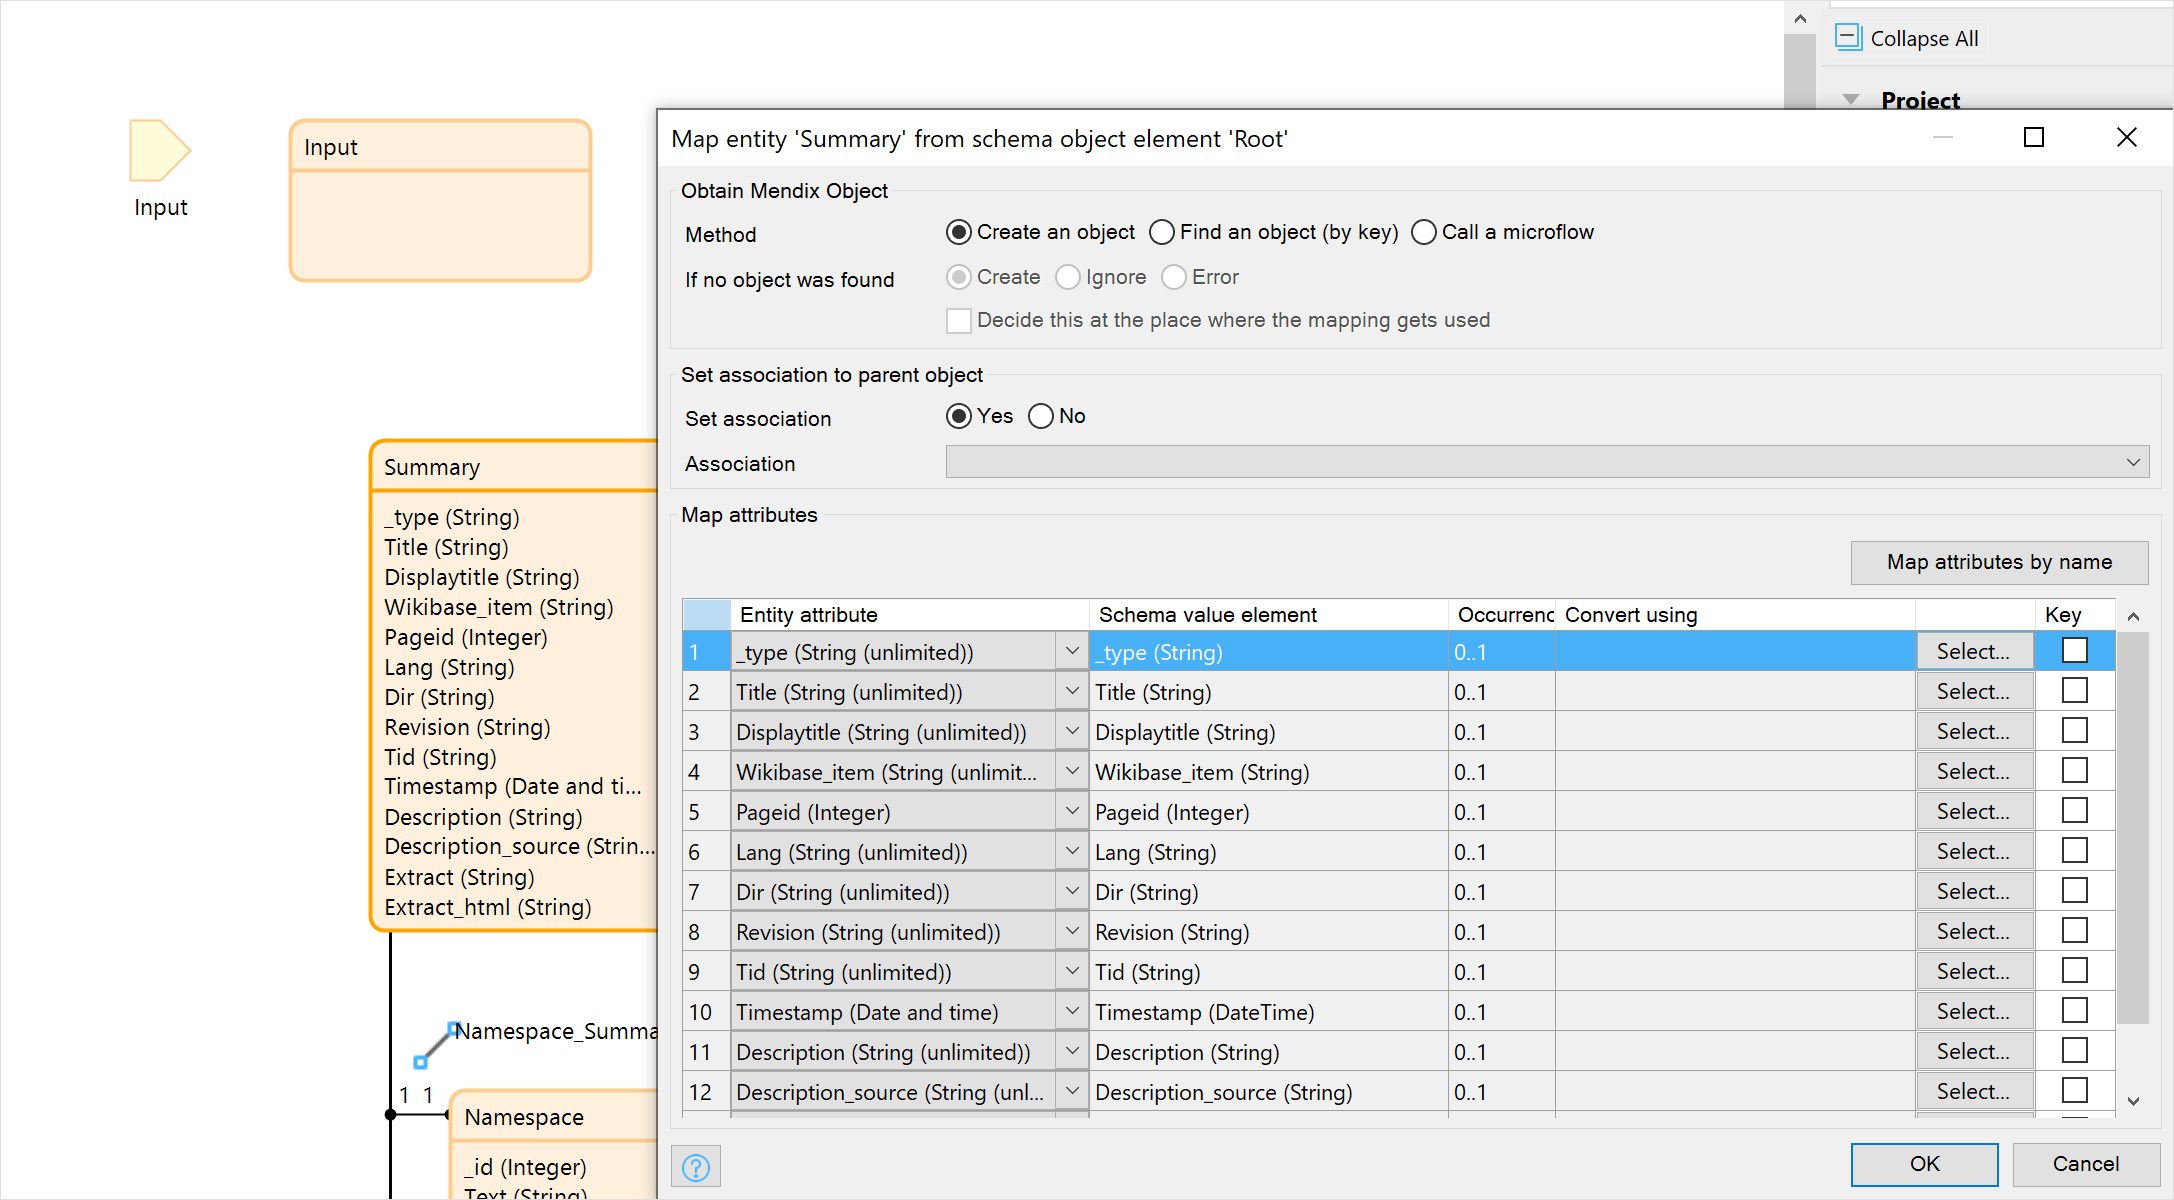 Collapse All
Project
Input
Input
Map entity 'Summary' from schema object element 'Root'
Obtain Mendix Object
Method
Create an object
Find an object (by key)
Call a microflow
If no object was found
Create
Ignore
Error
Decide this at the place where the mapping gets used
Set association to parent object
Set association
Yes
No
Association
Map attributes
Map attributes by name
Entity attribute
Schema value element
Occurrenc
Convert using
Key
1 _type (String (unlimited)) _type (String) 0..1 Select...
2 Title (String (unlimited)) Title (String) 0..1 Select...
3 Displaytitle (String (unlimited)) Displaytitle (String) 0..1 Select...
4 Wikibase_item (String (unlimit... Wikibase_item (String) 0..1 Select...
5 Pageid (Integer) Pageid (Integer) 0..1 Select...
6 Lang (String (unlimited)) Lang (String) 0..1 Select...
7 Dir (String (unlimited)) Dir (String) 0..1 Select...
8 Revision (String (unlimited)) Revision (String) 0..1 Select...
9 Tid (String (unlimited)) Tid (String) 0..1 Select...
10 Timestamp (Date and time) Timestamp (DateTime) 0..1 Select...
11 Description (String (unlimited)) Description (String) 0..1 Select...
12 Description_source (String (unl... Description_source (String) 0..1 Select...
?
OK
Cancel
Summary
_type (String)
Title (String)
Displaytitle (String)
Wikibase_item (String)
Pageid (Integer)
Lang (String)
Dir (String)
Revision (String)
Tid (String)
Timestamp (Date and ti...
Description (String)
Description_source (Strin...
Extract (String)
Extract_html (String)
Namespace_Summa
1 1
Namespace
_id (Integer)
Text (String)